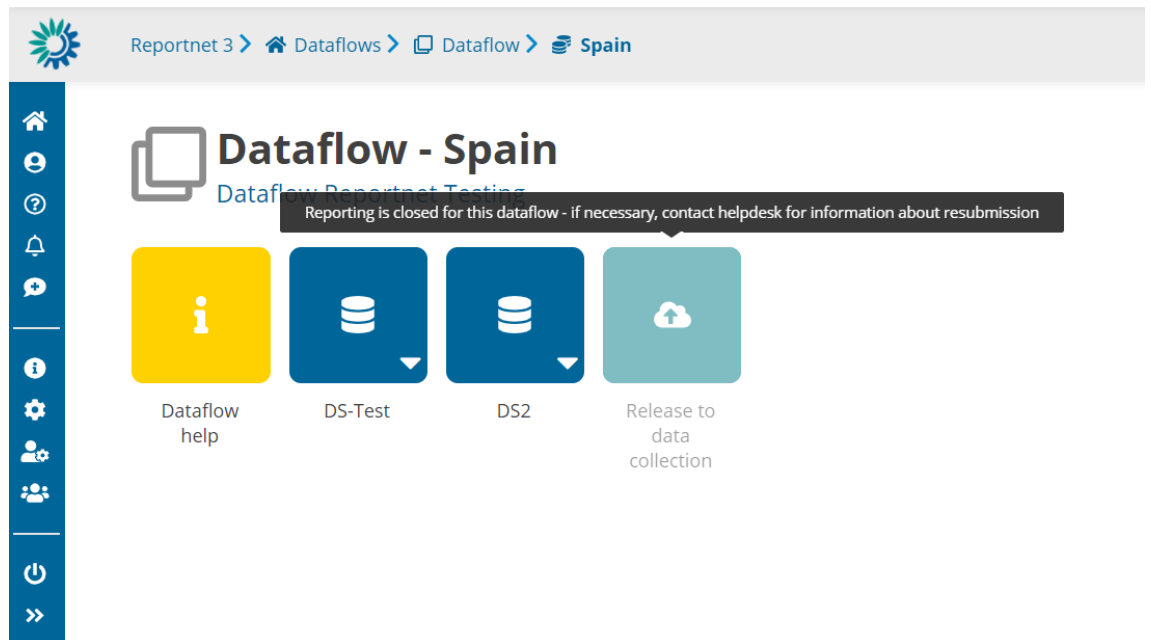 Reportnet 3 Dataflows Dataflow Spain
Dataflow - Spain
Dataflow Reportnet Testing
Reporting is closed for this dataflow - if necessary, contact helpdesk for information about resubmission
Dataflow
help
DS-Test
DS2
Release to
data
collection